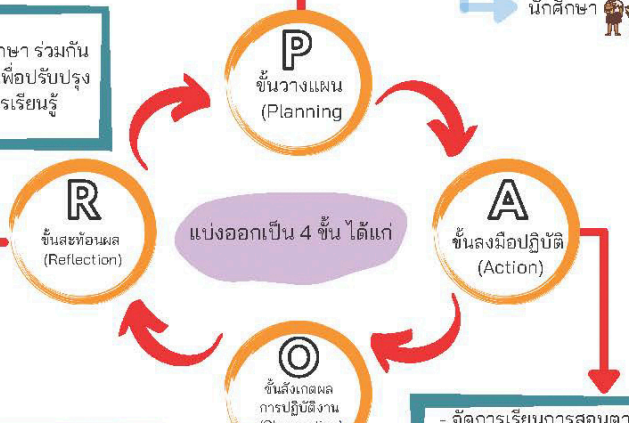 นักศึกษา
ษา ร่วมกัน
พื่อปรับปรุง
รเรียนรู้
P
ขั้นวางแผน
(Planning
R
ขั้นสะท้อนผล
(Reflection)
แบ่งออกเป็น 4 ขั้น ได้แก่
A
ขั้นลงมือปฏิบัติ
(Action)
O
ขั้นสังเกตผล
การปฏิบัติงาน
- จัดการเรียนการสอนตา